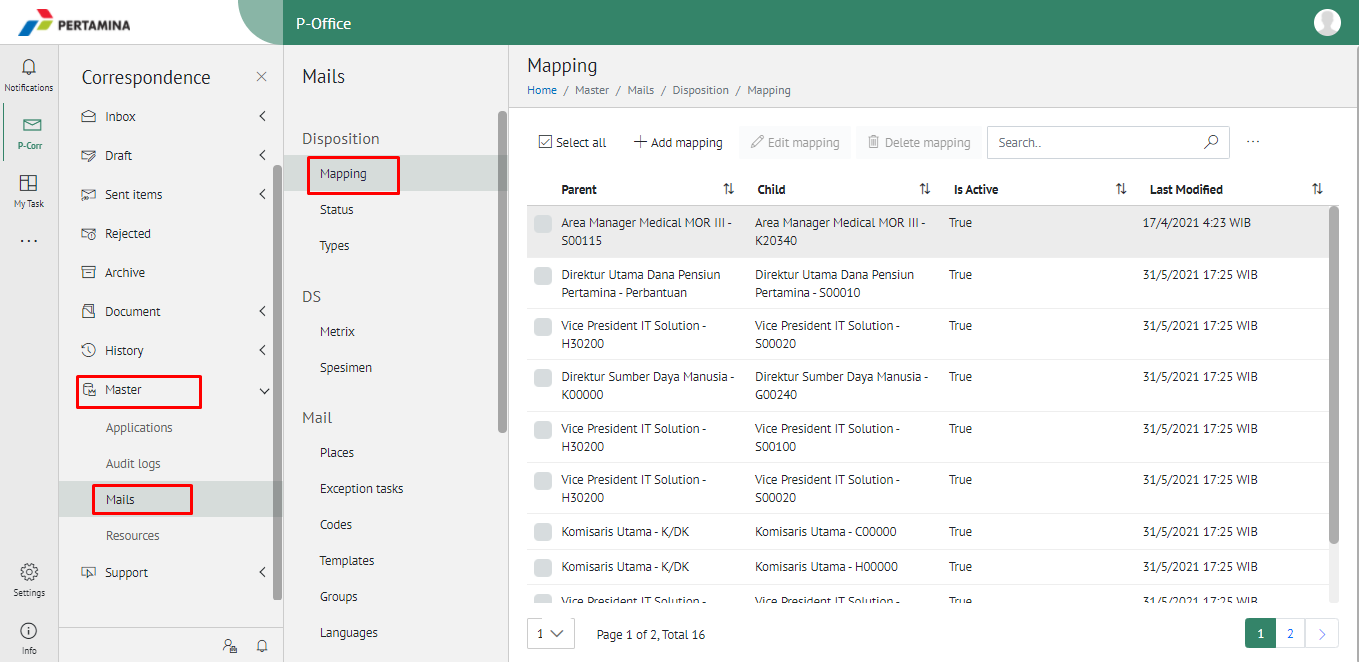 PERTAMINA
P-Office
Notifications
P-Corr
My Task
Settings
Info
Correspondence
Inbox
Draft
Sent items
Rejected
Archive
Document
History
Master
Applications
Audit logs
Mails
Resources
Support
Mails
Disposition
Mapping
Status
Types
DS
Metrix
Spesimen
Mail
Places
Exception tasks
Codes
Templates
Groups
Languages
Mapping
Home / Master / Mails / Disposition / Mapping
Select all Add mapping Edit mapping Delete mapping Search..
Parent Child Is Active Last Modified
Area Manager Medical MOR III - Area Manager Medical MOR III - True 17/4/2021 4:23 WIB
S00115 K20340
Direktur Utama Dana Pensiun Direktur Utama Dana Pensiun True 31/5/2021 17:25 WIB
Pertamina - Perbantuan Pertamina - S00010
Vice President IT Solution - Vice President IT Solution - True 31/5/2021 17:25 WIB
H30200 S00020
Direktur Sumber Daya Manusia - Direktur Sumber Daya Manusia - True 31/5/2021 17:25 WIB
K00000 G00240
Vice President IT Solution - Vice President IT Solution - True 31/5/2021 17:25 WIB
H30200 S00100
Vice President IT Solution - Vice President IT Solution - True 31/5/2021 17:25 WIB
H30200 S00020
Komisaris Utama - K/DK Komisaris Utama - C00000 True 31/5/2021 17:25 WIB
Komisaris Utama - K/DK Komisaris Utama - H00000 True 31/5/2021 17:25 WIB
Vice President IT Solution - Vice President IT Solution - True 31/5/2021 17:25 WIB
1 Page 1 of 2, Total 16 1 2